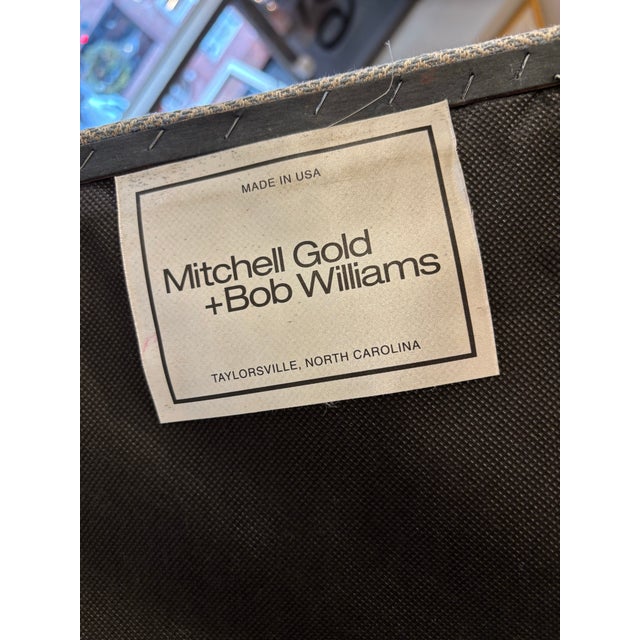 MADE IN USA
Mitchell Gold
+Bob Williams
TAYLORSVILLE, NORTH CAROLINA